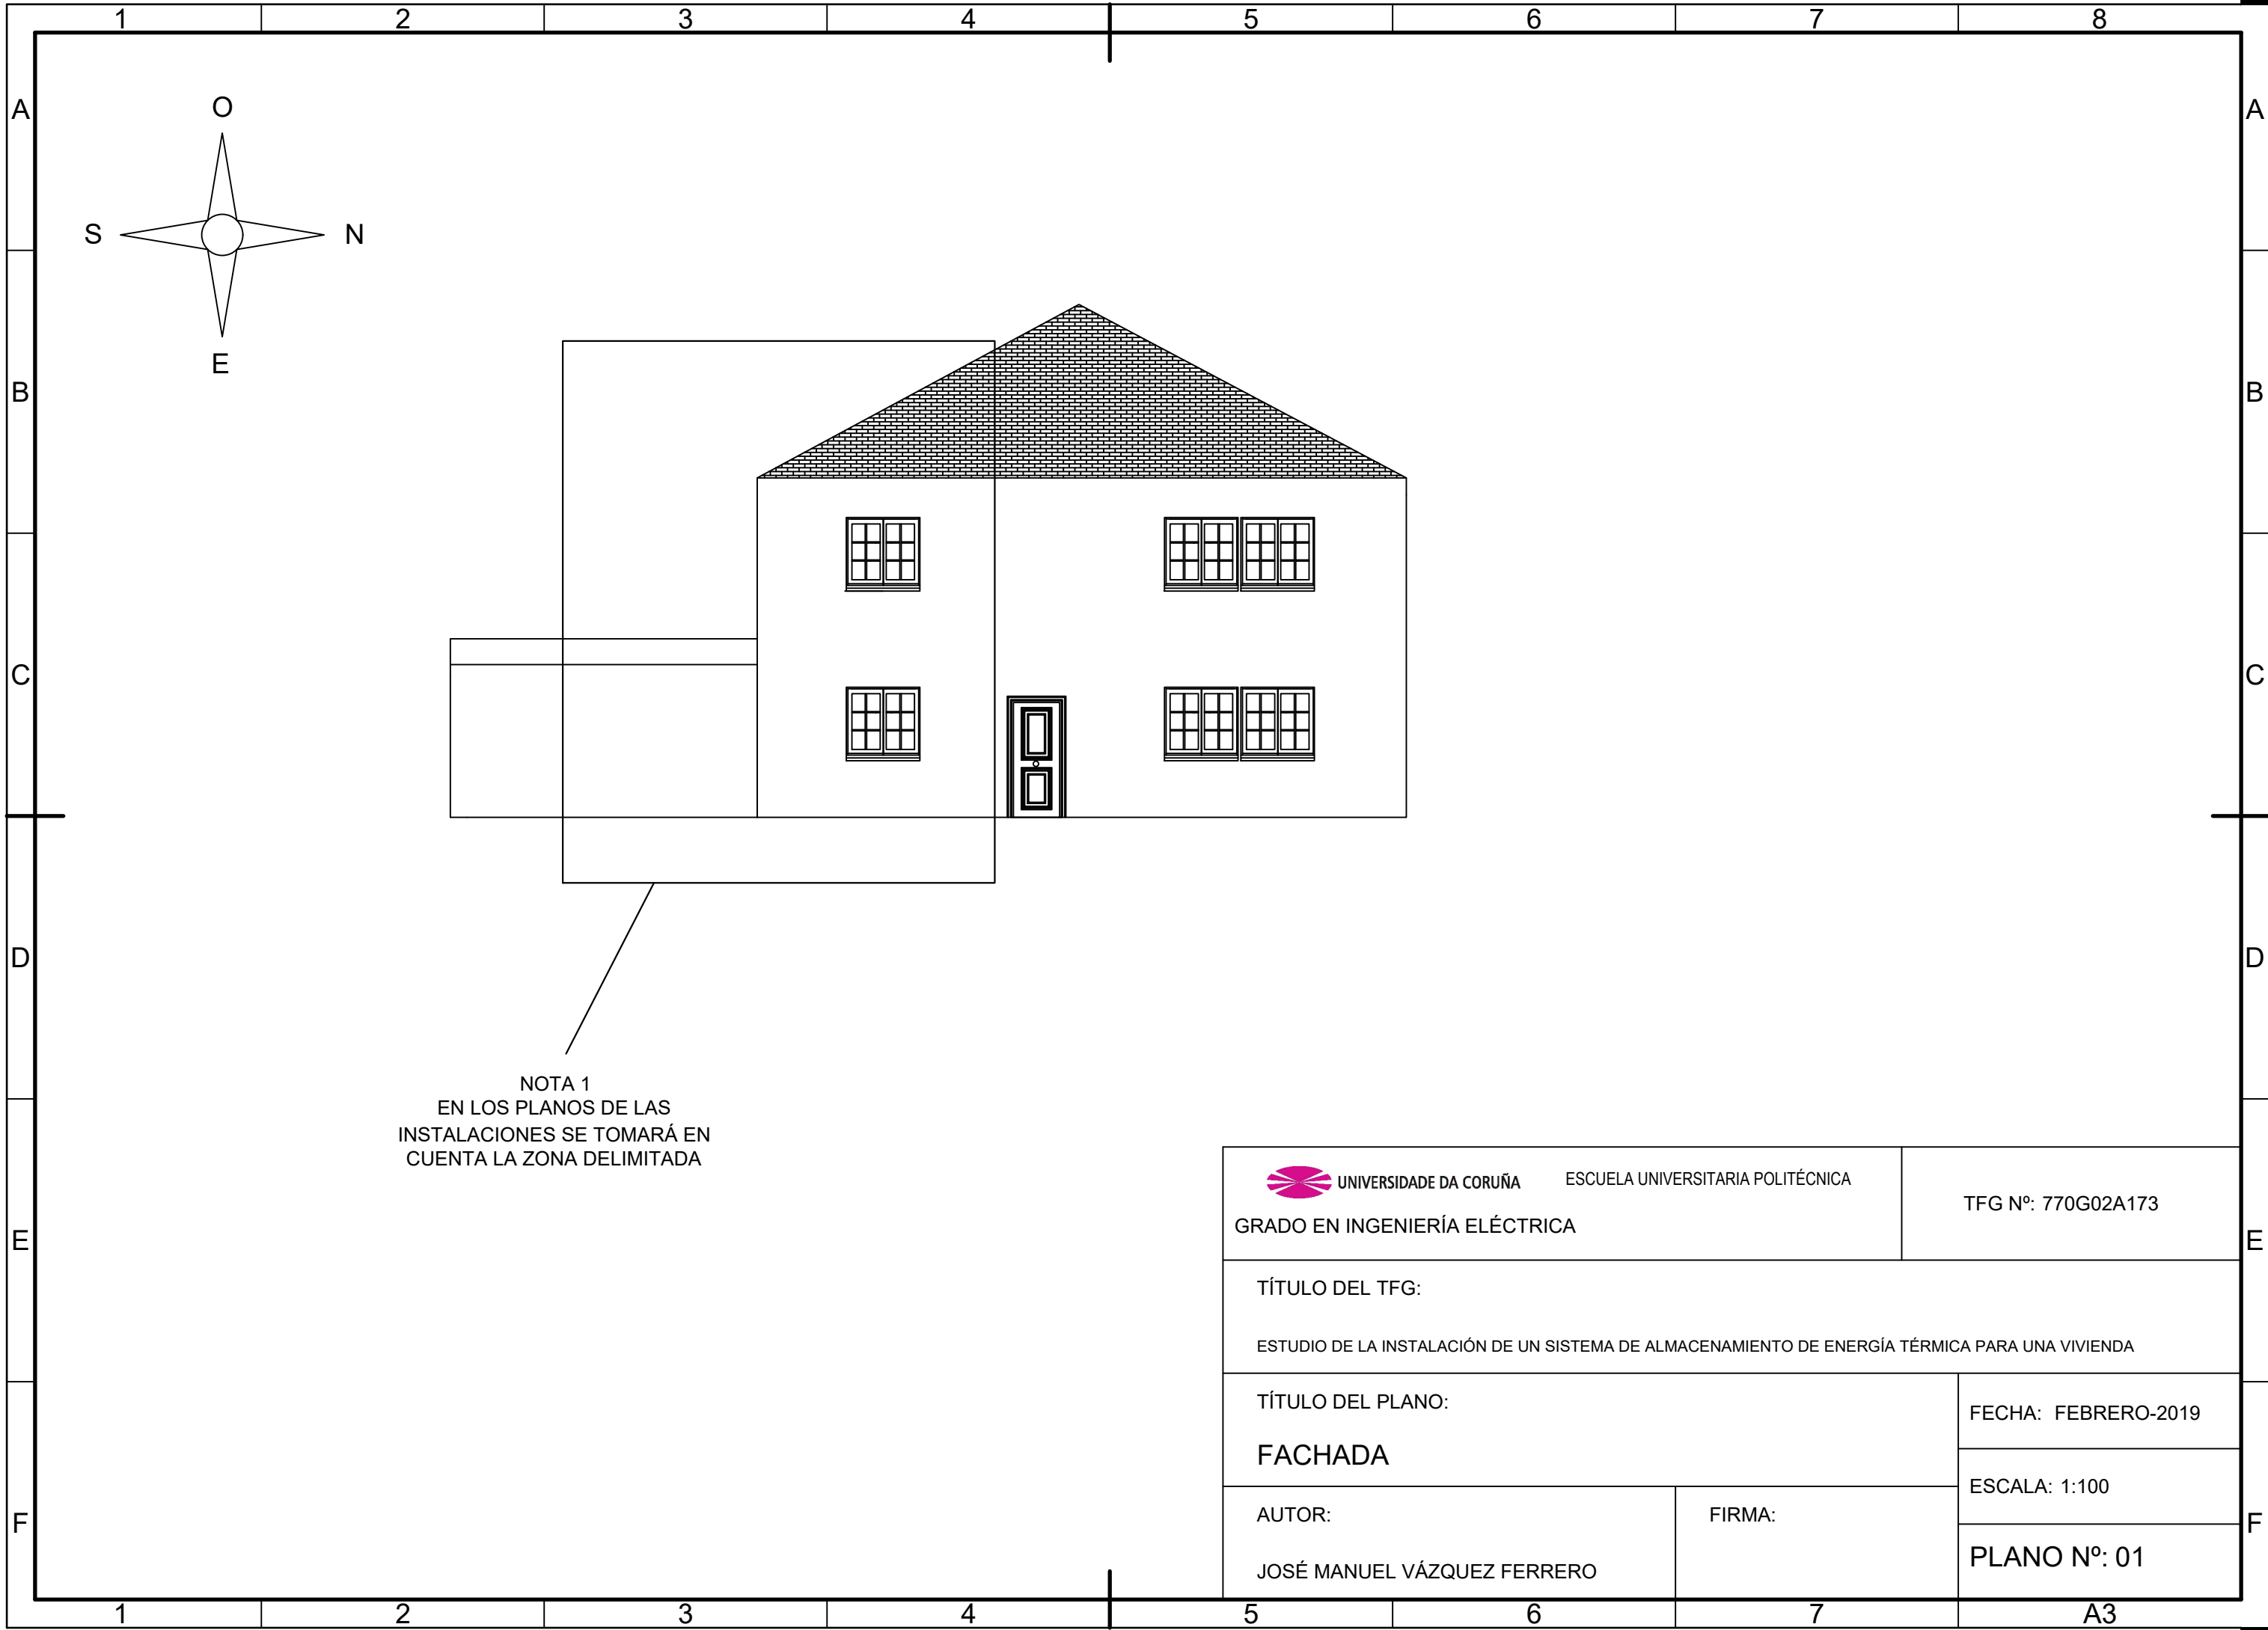 1 2 3 4 5 6 7 8
A A
O
S N
E
B B
C C
D D
NOTA 1
EN LOS PLANOS DE LAS
INSTALACIONES SE TOMARÁ EN
CUENTA LA ZONA DELIMITADA
UNIVERSIDADE DA CORUÑA ESCUELA UNIVERSITARIA POLITÉCNICA
TFG Nº: 770G02A173
GRADO EN INGENIERÍA ELÉCTRICA
E E
TÍTULO DEL TFG:
ESTUDIO DE LA INSTALACIÓN DE UN SISTEMA DE ALMACENAMIENTO DE ENERGÍA TÉRMICA PARA UNA VIVIENDA
TÍTULO DEL PLANO:
FACHADA
FECHA: FEBRERO-2019
ESCALA: 1:100
AUTOR:
JOSÉ MANUEL VÁZQUEZ FERRERO
FIRMA:
PLANO Nº: 01
F F
1 2 3 4 5 6 7 A3